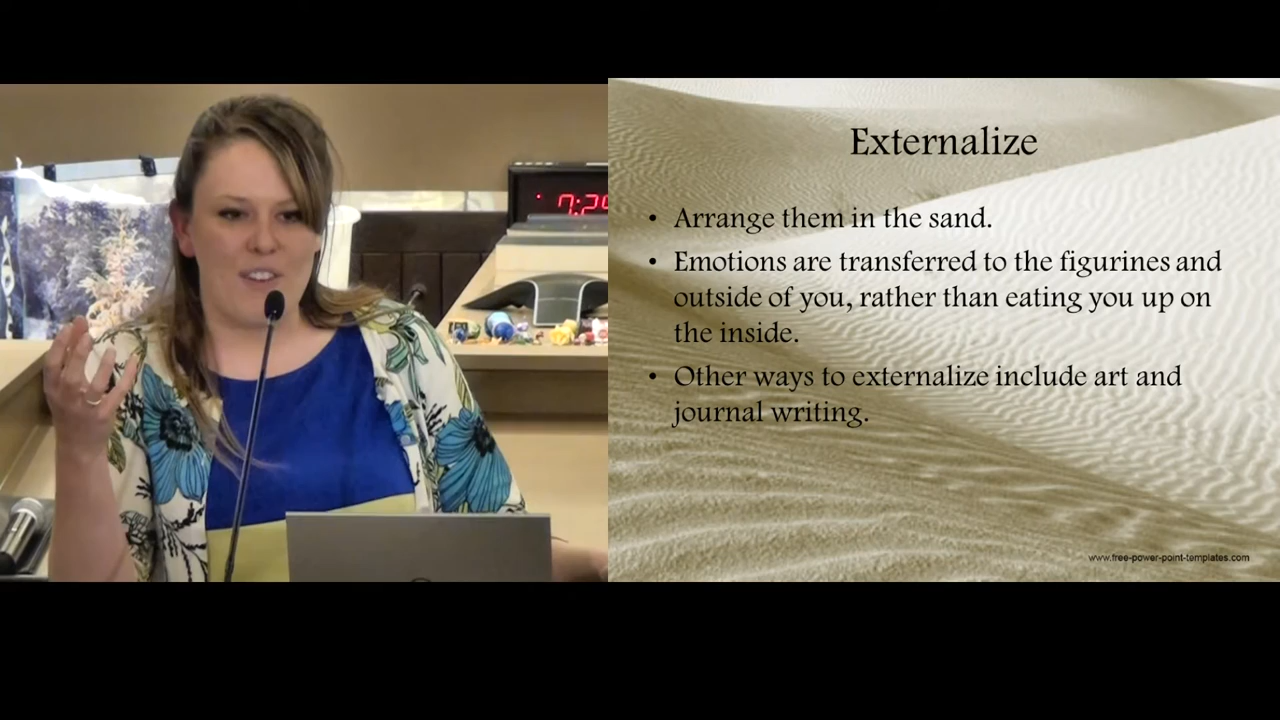 7:2
Externalize
• Arrange them in the sand.
• Emotions are transferred to the figurines and
outside of you, rather than eating you up on
the inside.
• Other ways to externalize include art and
journal writing.
www.free-power-point-templates.com